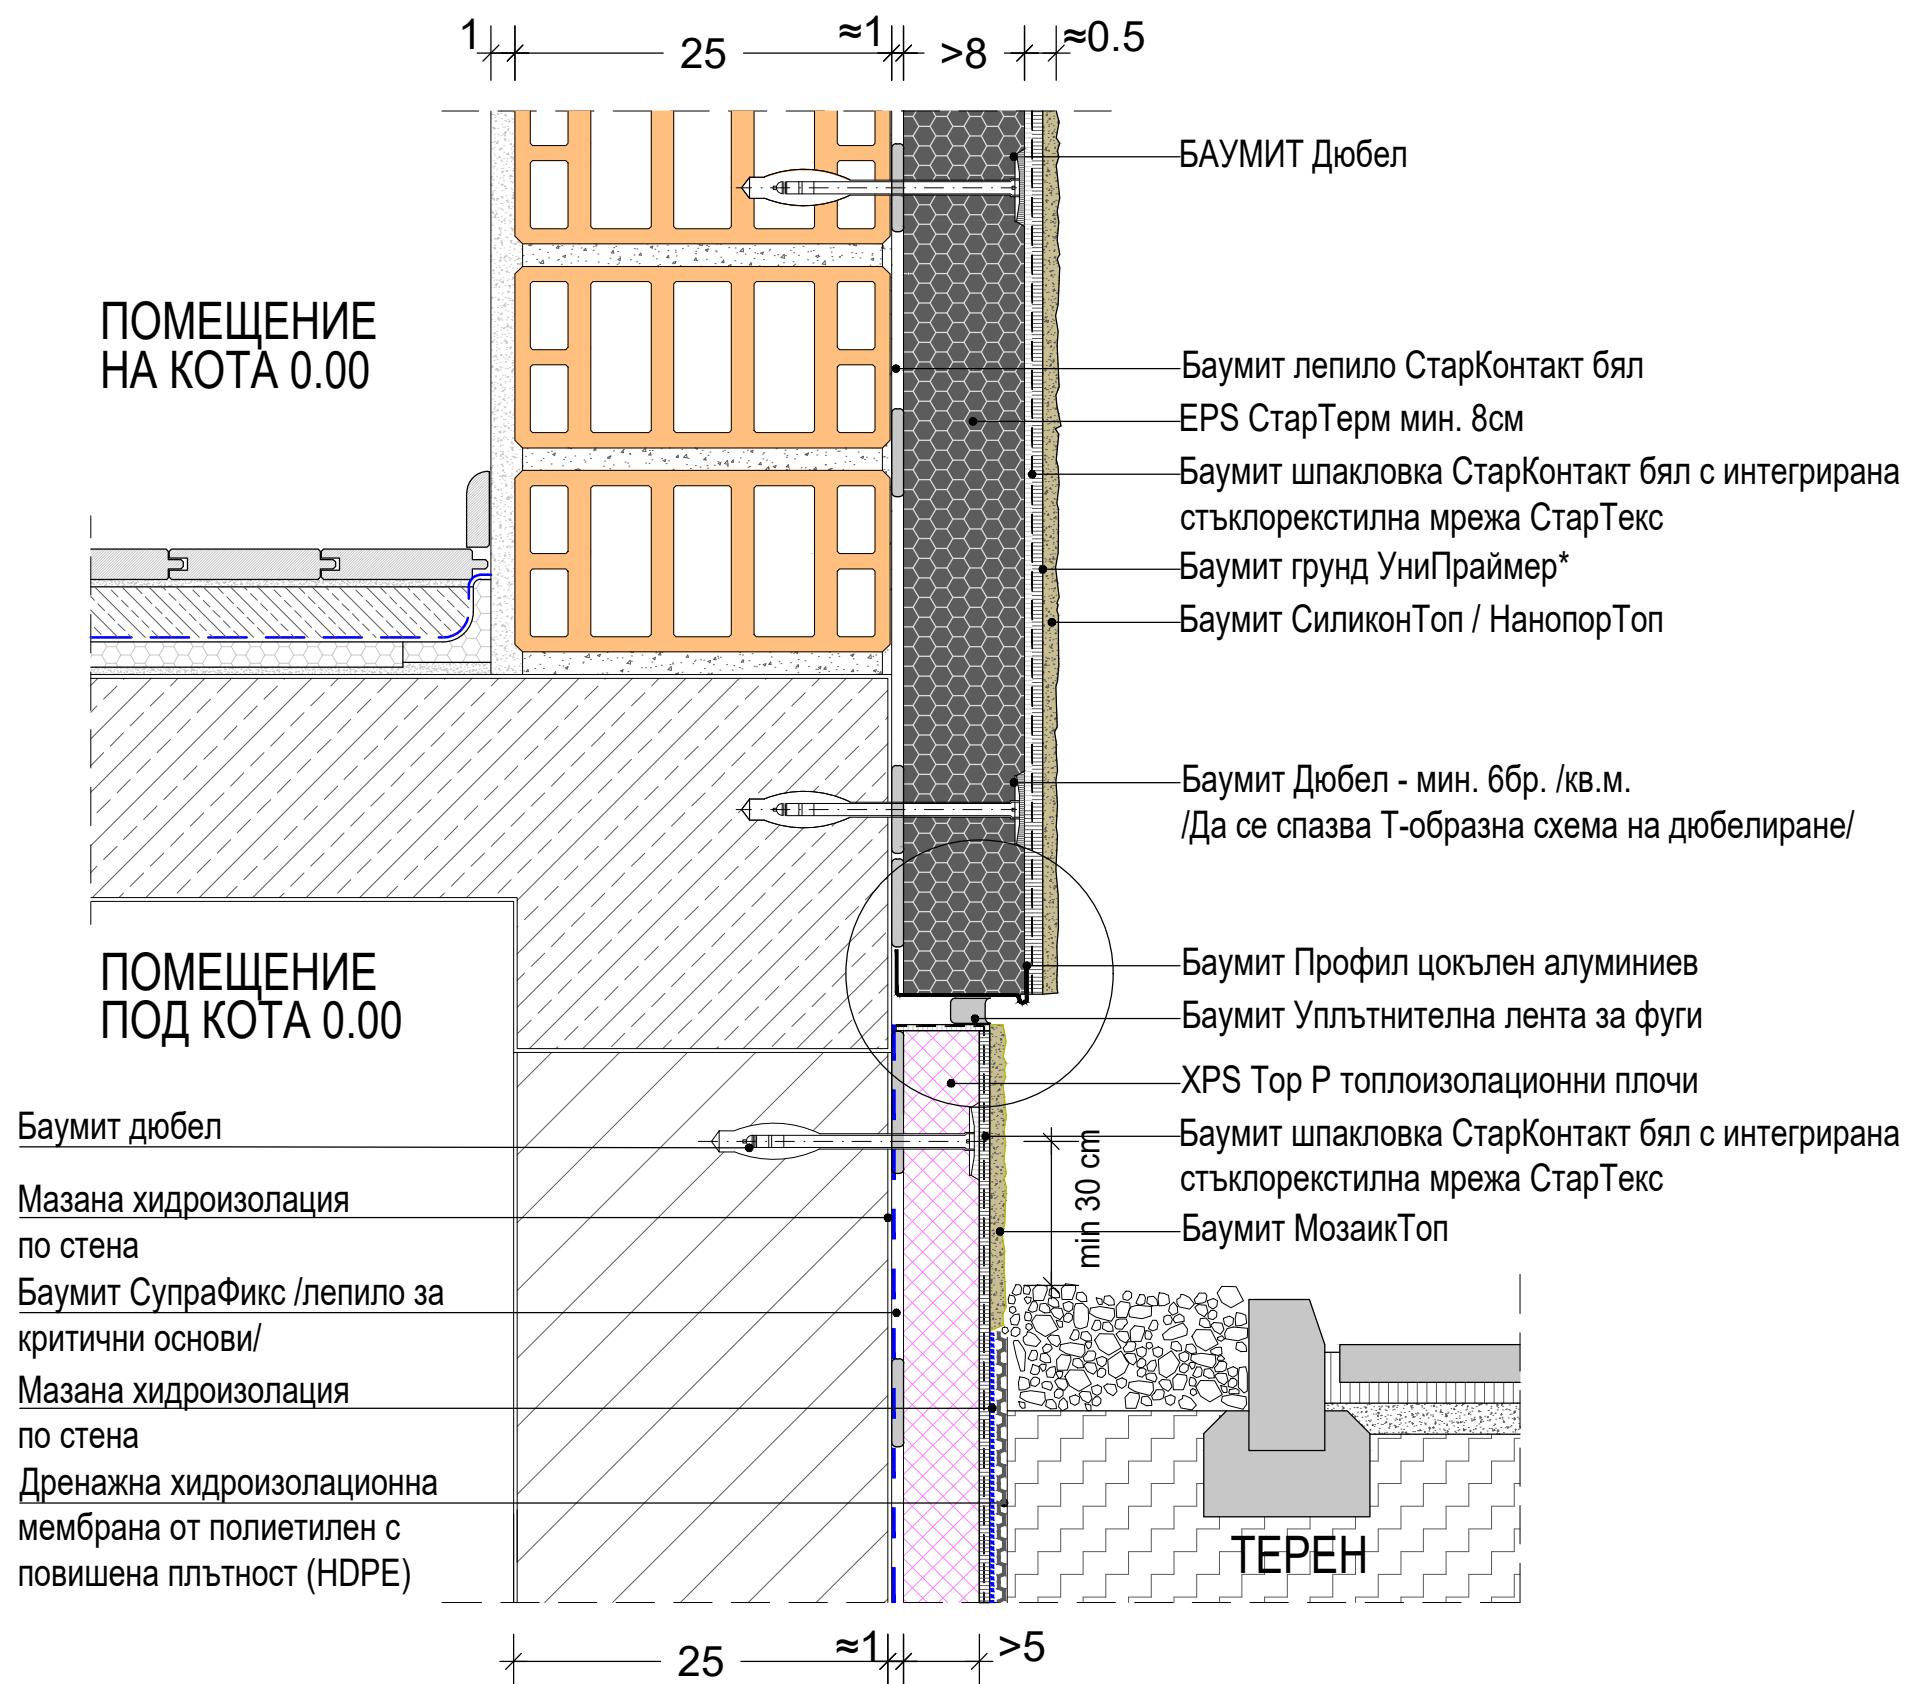 1
25
≈1
>8
≈0.5
БАУМИТ Дюбел
ПОМЕЩЕНИЕ
НА КОТА 0.00
Баумит лепило СтарКонтакт бял
EPS СтарТерм мин. 8см
Баумит шпакловка СтарКонтакт бял с интегрирана
стъклорекстилна мрежа СтарТекс
Баумит грунд УниПраймер*
Баумит СиликонТоп / НанопорТоп
Баумит Дюбел - мин. 6бр. /кв.м.
/Да се спазва Т-образна схема на дюбелиране/
ПОМЕЩЕНИЕ
ПОД КОТА 0.00
Баумит Профил цокълен алуминиев
Баумит Уплътнителна лента за фуги
XPS Top P топлоизолационни плочи
Баумит шпакловка СтарКонтакт бял с интегрирана
стъклорекстилна мрежа СтарТекс
Баумит МозаикТоп
min 30 cm
Баумит дюбел
Мазана хидроизолация
по стена
Баумит СупраФикс /лепило за
критични основи/
Мазана хидроизолация
по стена
Дренажна хидроизолационна
мембрана от полиетилен с
повишена плътност (HDPE)
ТЕРЕН
25
≈1
>5